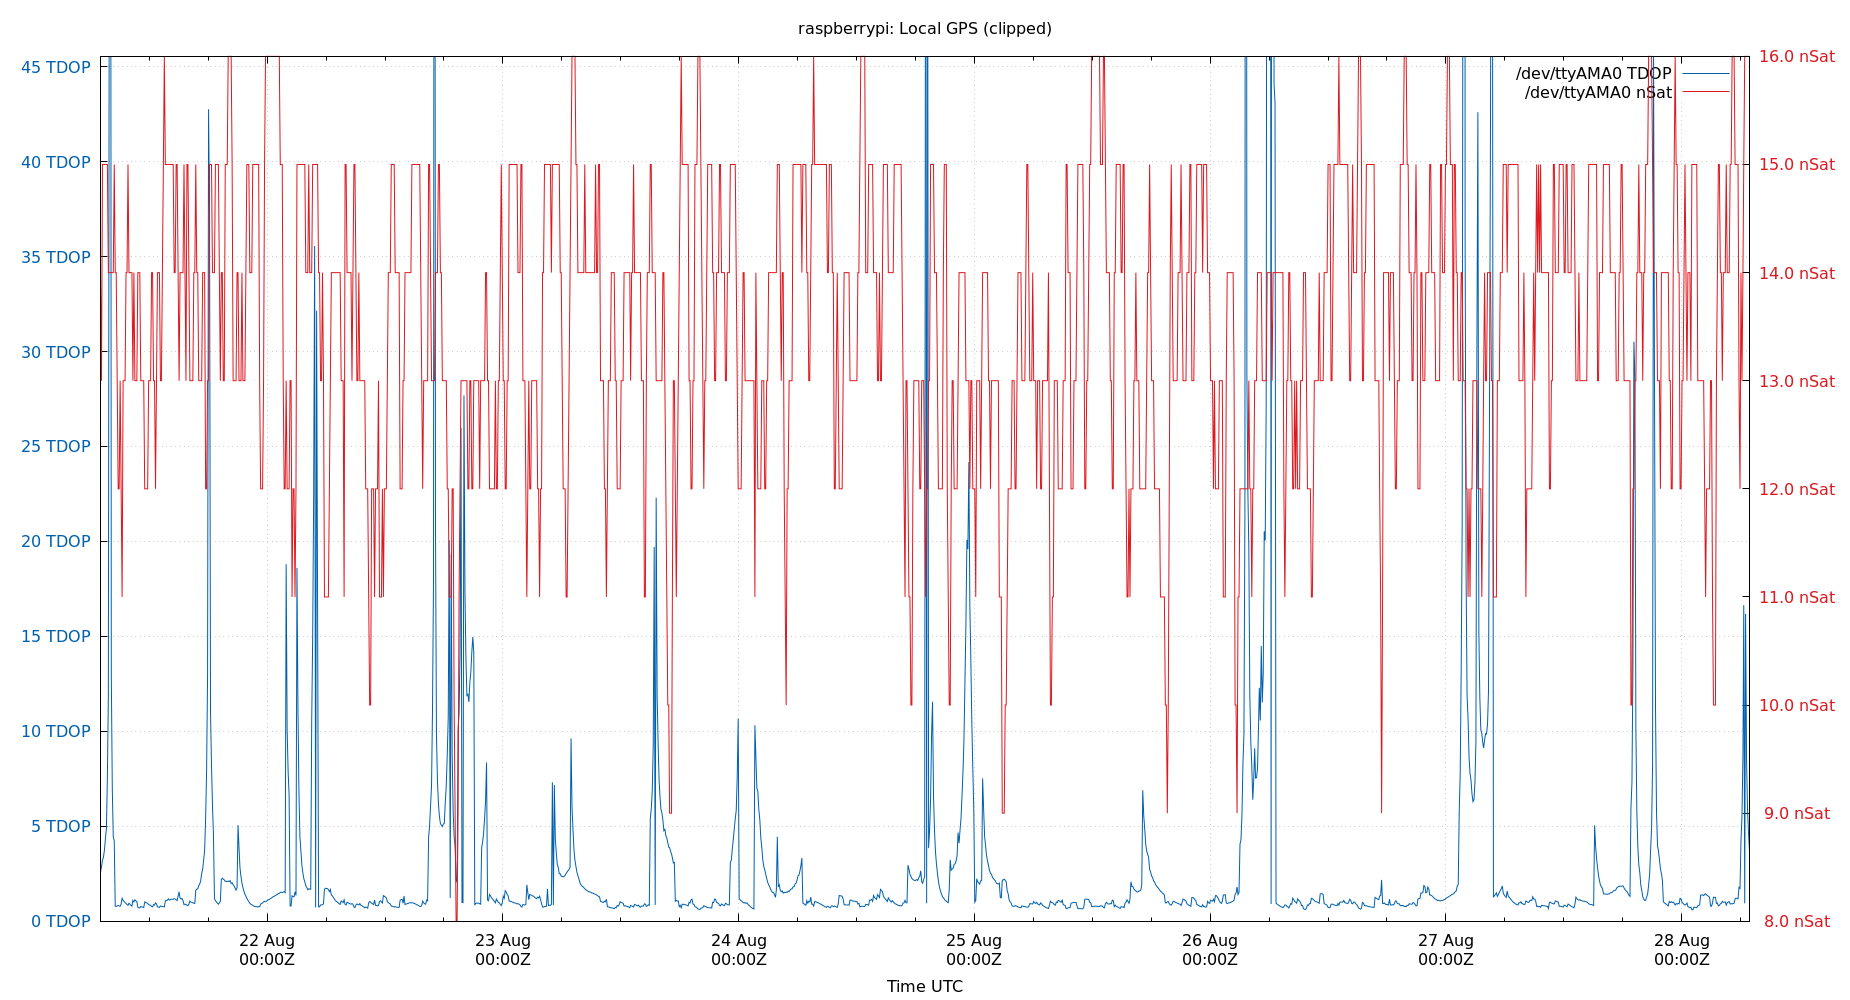 raspberrypi: Local GPS (clipped)
/dev/ttyAMA0 TDOP
/dev/ttyAMA0 nSat
45 TDOP
40 TDOP
35 TDOP
30 TDOP
25 TDOP
20 TDOP
15 TDOP
10 TDOP
5 TDOP
0 TDOP
16.0 nSat
15.0 nSat
14.0 nSat
13.0 nSat
12.0 nSat
11.0 nSat
10.0 nSat
9.0 nSat
8.0 nSat
22 Aug
00:00Z
23 Aug
00:00Z
24 Aug
00:00Z
25 Aug
00:00Z
26 Aug
00:00Z
27 Aug
00:00Z
28 Aug
00:00Z
Time UTC